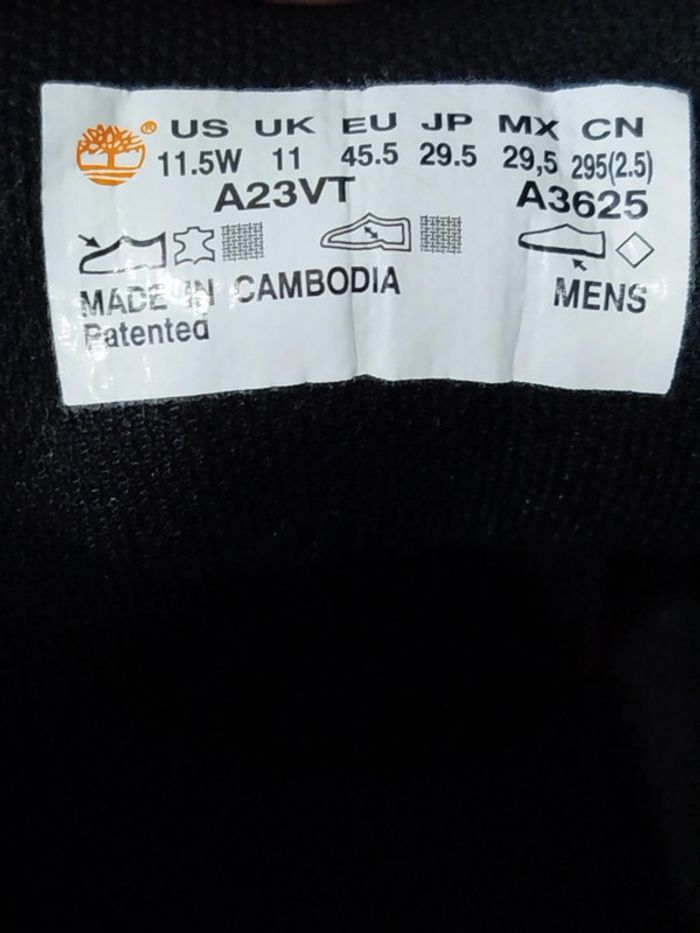 ® US UK EU JP MX CN
11.5W 11 45.5 29.5 29,5 295(2.5)
A23VT A3625
MADE IN CAMBODIA MENS
Patented